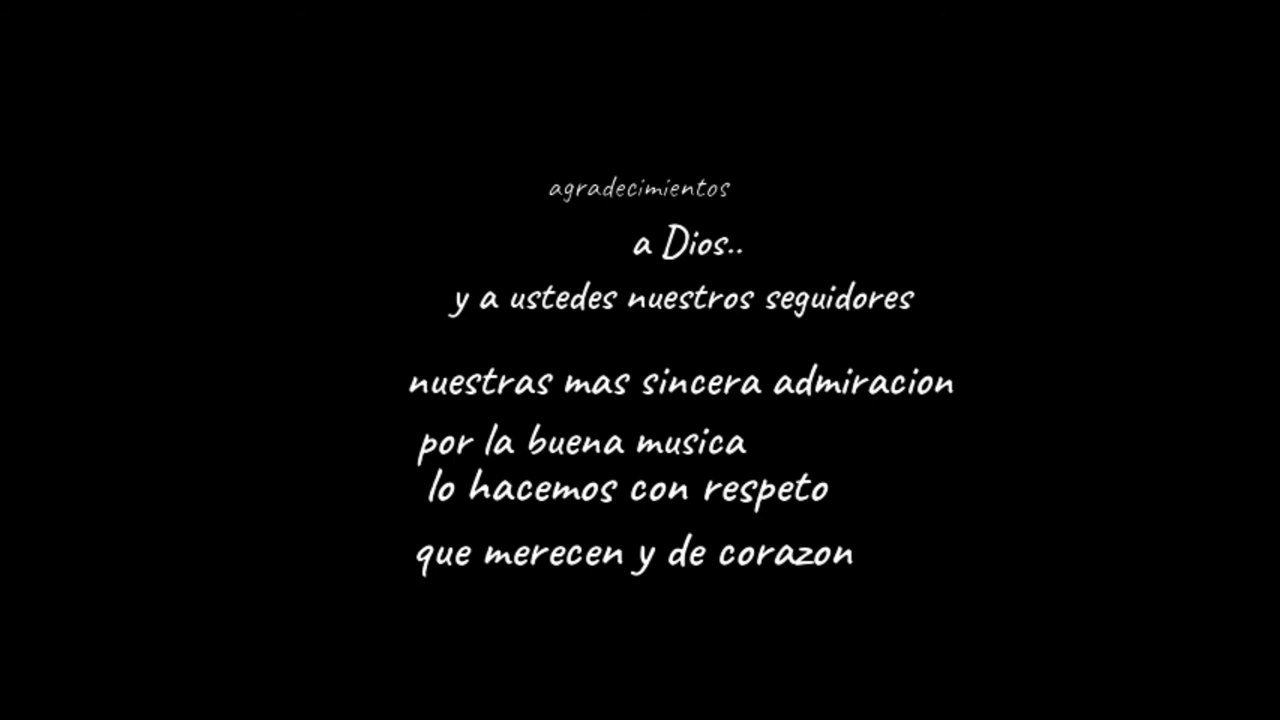 agradecimientos
a Dios..
y a ustedes nuestros seguidores
nuestras mas sincera admiracion
por la buena musica
lo hacemos con respeto
que merecen y de corazon